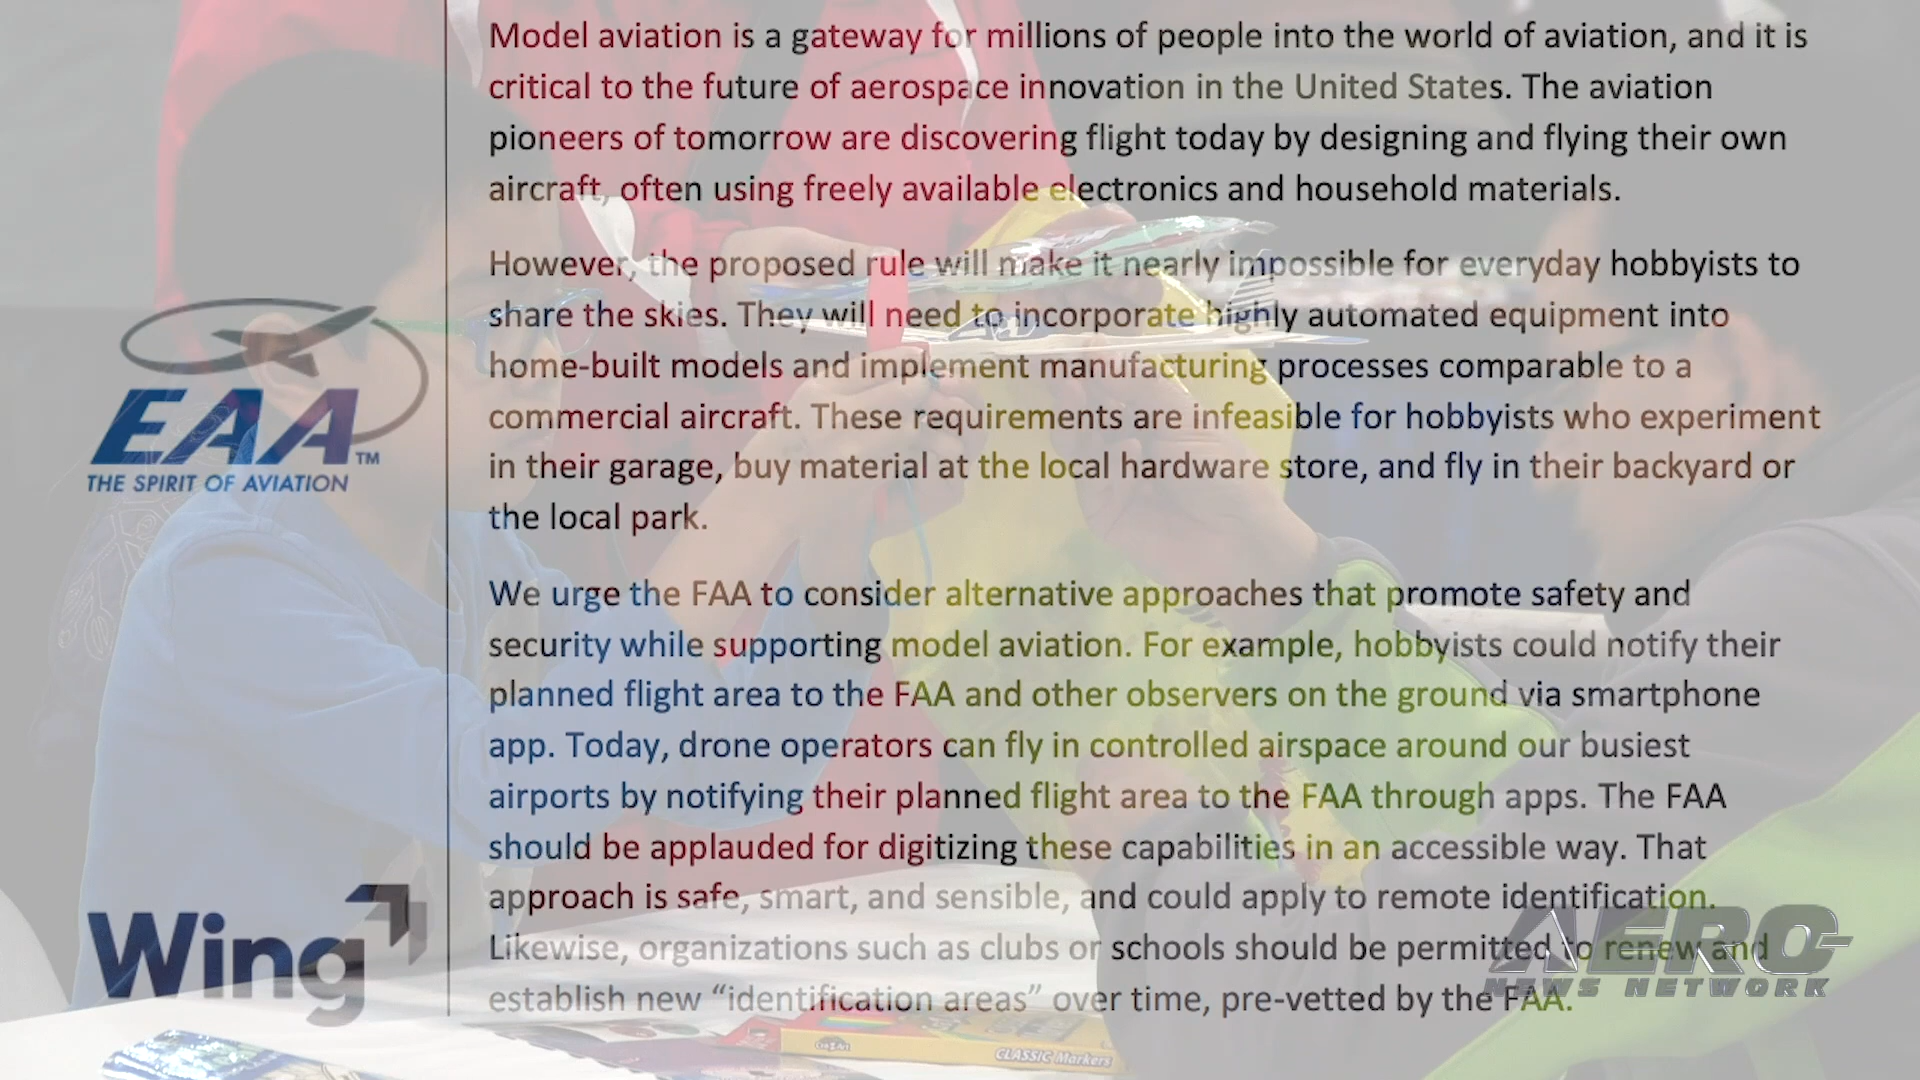 Model aviation is a gateway for millions of people into the world of aviation, and it is
critical to the future of aerospace innovation in the United States. The aviation
pioneers of tomorrow are discovering flight today by designing and flying their own
aircraft, often using freely available electronics and household materials.
However, the proposed rule will make it nearly impossible for everyday hobbyists to
share the skies. They will need to incorporate highly automated equipment into
home-built models and implement manufacturing processes comparable to a
commercial aircraft. These requirements are infeasible for hobbyists who experiment
in their garage, buy material at the local hardware store, and fly in their backyard or
the local park.
We urge the FAA to consider alternative approaches that promote safety and
security while supporting model aviation. For example, hobbyists could notify their
planned flight area to the FAA and other observers on the ground via smartphone
app. Today, drone operators can fly in controlled airspace around our busiest
airports by notifying their planned flight area to the FAA through apps. The FAA
should be applauded for digitizing these capabilities in an accessible way. That
approach is safe, smart, and sensible, and could apply to remote identification.
Likewise, organizations such as clubs or schools should be permitted to renew and
establish new “identification areas” over time, pre-vetted by the FAA.
EAA™
THE SPIRIT OF AVIATION
Wing
AERO-
NEWS NETWORK
Cra-Z-Art
CLASSIC Markers